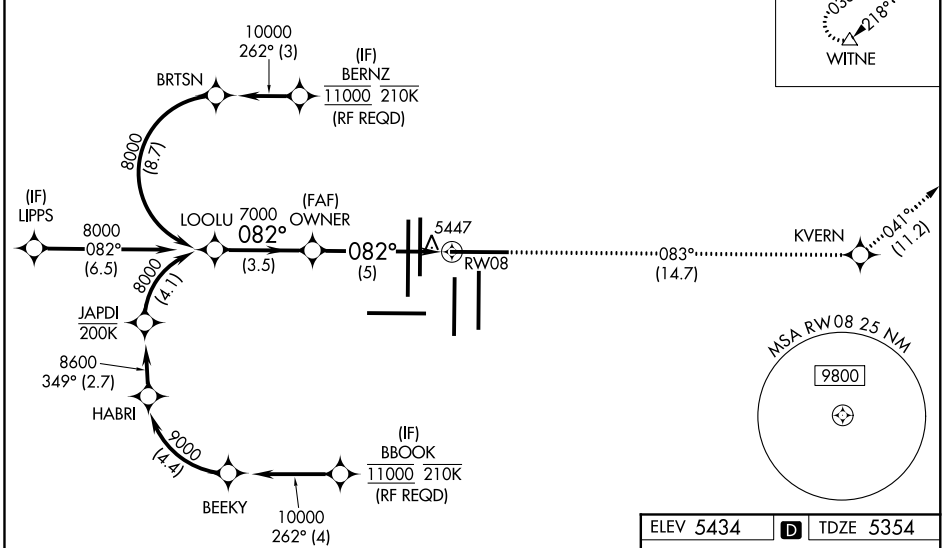 10000
262° (3)
(IF)
BERNZ
11000 210K
(RF REQD)
BRTSN
218°
WITNE
8000
(8.7)
(IF)
LIPPS
8000
082°
(6.5)
LOOLU
7000
082°
(3.5)
(FAF)
OWNER
082°
(5)
5447
RW08
083°
(14.7)
KVERN
041°
(11.2)
8000
(4.1)
JAPDI
200K
8600
349° (2.7)
HABRI
9000
(4.4)
BEEKY
10000
262° (4)
(IF)
BBOOK
11000 210K
(RF REQD)
MSA RW08 25 NM
9800
ELEV 5434 D TDZE 5354